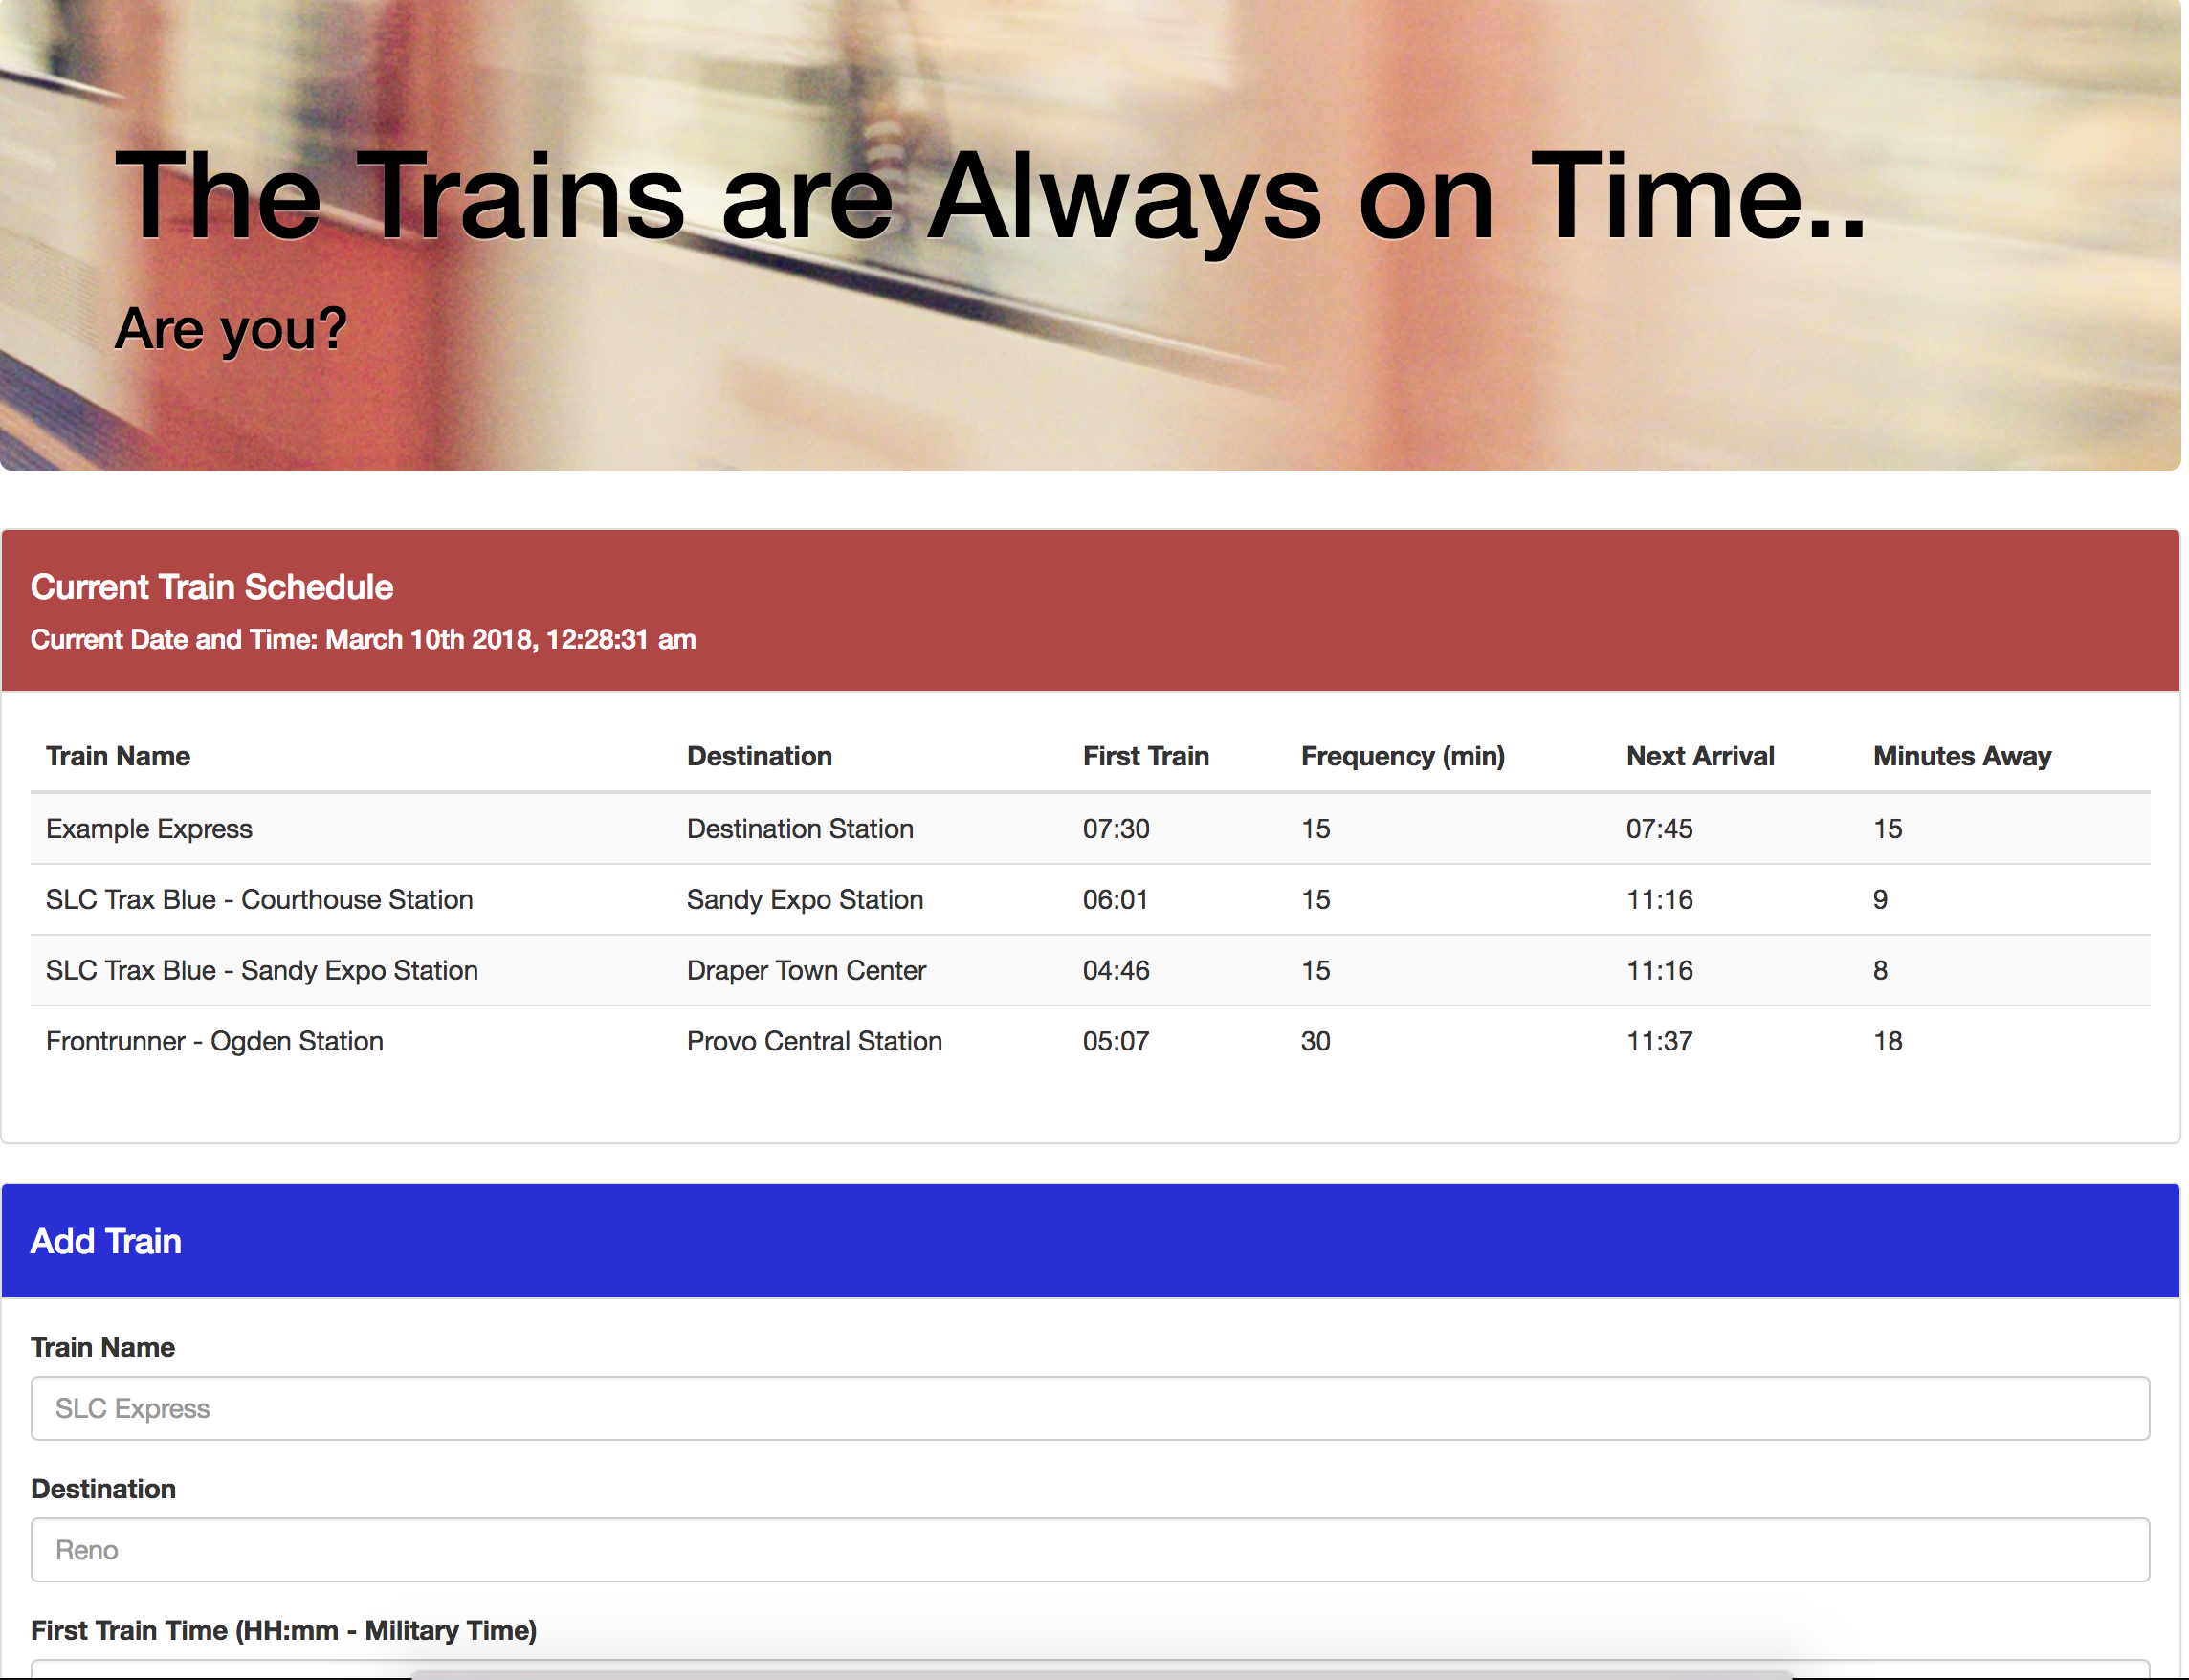 The Trains are Always on Time..
Are you?
Current Train Schedule
Current Date and Time: March 10th 2018, 12:28:31 am
Train Name Destination First Train Frequency (min) Next Arrival Minutes Away
Example Express Destination Station 07:30 15 07:45 15
SLC Trax Blue - Courthouse Station Sandy Expo Station 06:01 15 11:16 9
SLC Trax Blue - Sandy Expo Station Draper Town Center 04:46 15 11:16 8
Frontrunner - Ogden Station Provo Central Station 05:07 30 11:37 18
Add Train
Train Name
SLC Express
Destination
Reno
First Train Time (HH:mm - Military Time)